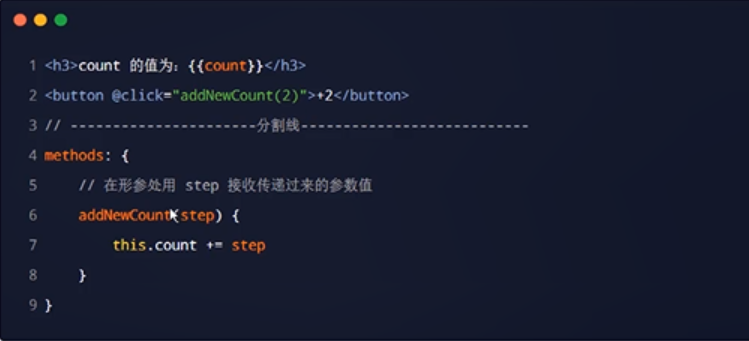 1 <h3>count 的值为：{{count}}</h3>
2 <button @click="addNewCount(2)">+2</button>
3 // ----------------------分割线---------------------------
4 methods: {
5     // 在形参处用 step 接收传递过来的参数值
6     addNewCount(step) {
7         this.count += step
8     }
9 }